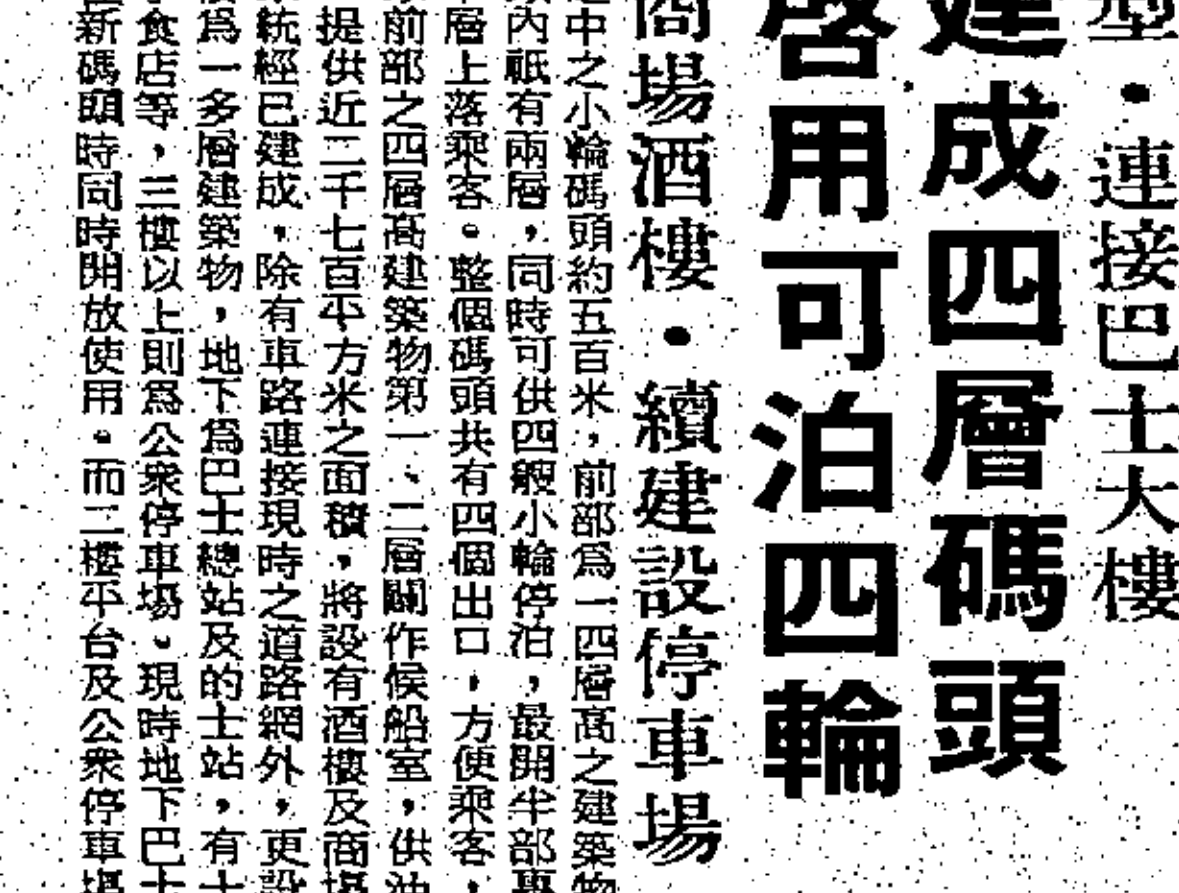 型・連接巴士大樓
建成四層碼頭
啓用可泊四輪
商場酒樓・續建設停車場
中之小輪碼頭約五百米，前部爲一四層高之建築物
內祇有兩層，同時可供四艘小輪停泊，最開半部專
層上落乘客。整個碼頭共有四個出口，方便乘客，
前部之四層高建築物第一、二層闢作候船室，供油
提供近二千七百平方米之面積，將設有酒樓及商場
統經已建成，除有車路連接現時之道路網外，更設
爲一多層建築物，地下爲巴士總站及的士站，有士
食店等，三樓以上則爲公衆停車場。現時地下巴士
新碼頭時同時開放使用。而二樓平台及公衆停車場